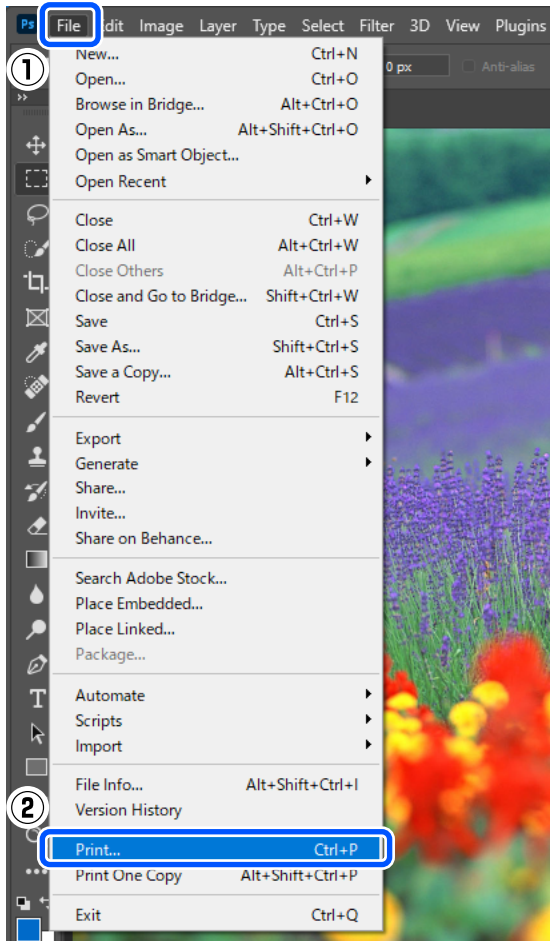 Ps File Edit Image Layer Type Select Filter 3D View Plugins
① 0 px Anti-alias
New... Ctrl+N
Open... Ctrl+O
Browse in Bridge... Alt+Ctrl+O
Open As... Alt+Shift+Ctrl+O
Open as Smart Object...
Open Recent
Close Ctrl+W
Close All Alt+Ctrl+W
Close Others Alt+Ctrl+P
Close and Go to Bridge... Shift+Ctrl+W
Save Ctrl+S
Save As... Shift+Ctrl+S
Save a Copy... Alt+Ctrl+S
Revert F12
Export
Generate
Share...
Invite...
Share on Behance...
Search Adobe Stock...
Place Embedded...
Place Linked...
Package...
Automate
Scripts
Import
File Info... Alt+Shift+Ctrl+I
② Version History
Print... Ctrl+P
Print One Copy Alt+Shift+Ctrl+P
Exit Ctrl+Q